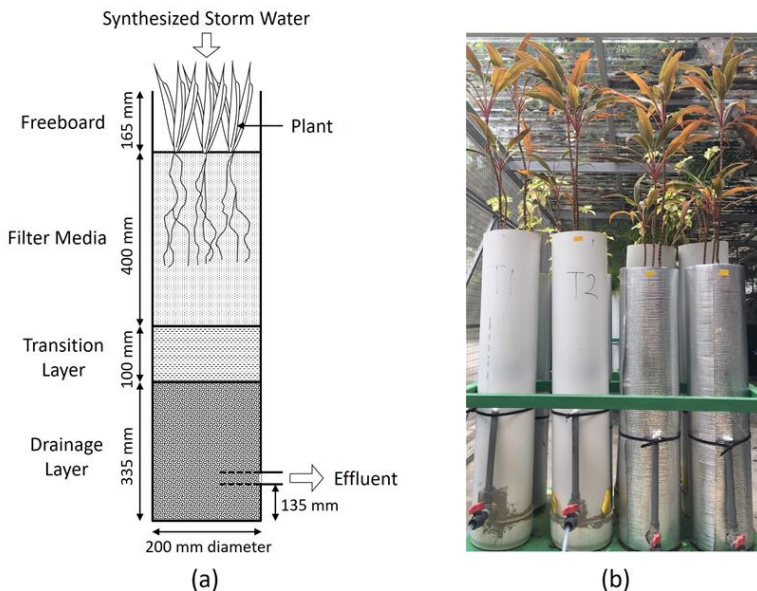 Synthesized Storm Water
Freeboard
165 mm
Plant
Filter Media
400 mm
Transition
Layer
100 mm
Drainage
Layer
335 mm
Effluent
135 mm
200 mm diameter
(a)
T1
T2
(b)